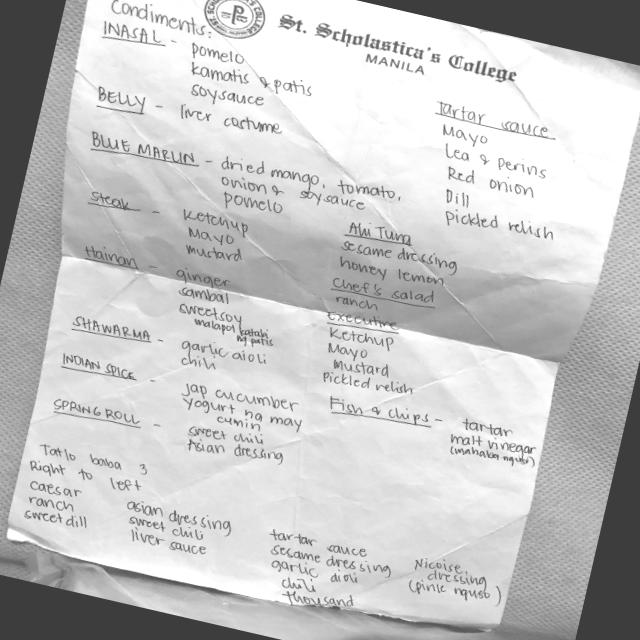 St. Scholastica's College
MANILA
Condiments:
INASAL - pomelo
kamatis & patis
soysauce
BELLY - liver costume
BLUE MARLIN - dried mango, tomato,
onion & soysauce
pomelo
Steak - Ketchup
Mayo
mustard
Hainan - ginger
sambal
sweetsoy
malapot katabi
ng patis
SHAWARMA - garlic aioli
chili
INDIAN SPICE - jap cucumber
Yogurt na may
cumin
SPRING ROLL - sweet chili
Asian dressing
Tartar sauce
Mayo
Lea & Perins
Red onion
Dill
Pickled relish
Ahi Tuna
sesame dressing
honey lemon
Chef's salad
ranch
Executive
Ketchup
Mayo
Mustard
Pickled relish
Fish & chips - tartar
malt vinegar
(mahaba nguso)
Tatlo baba 3
Right to left
caesar
ranch
sweet dill
asian dressing
sweet chili
liver sauce
tartar sauce
sesame dressing
garlic aioli
chili
thousand
Nicoise
dressing
(pink nguso)